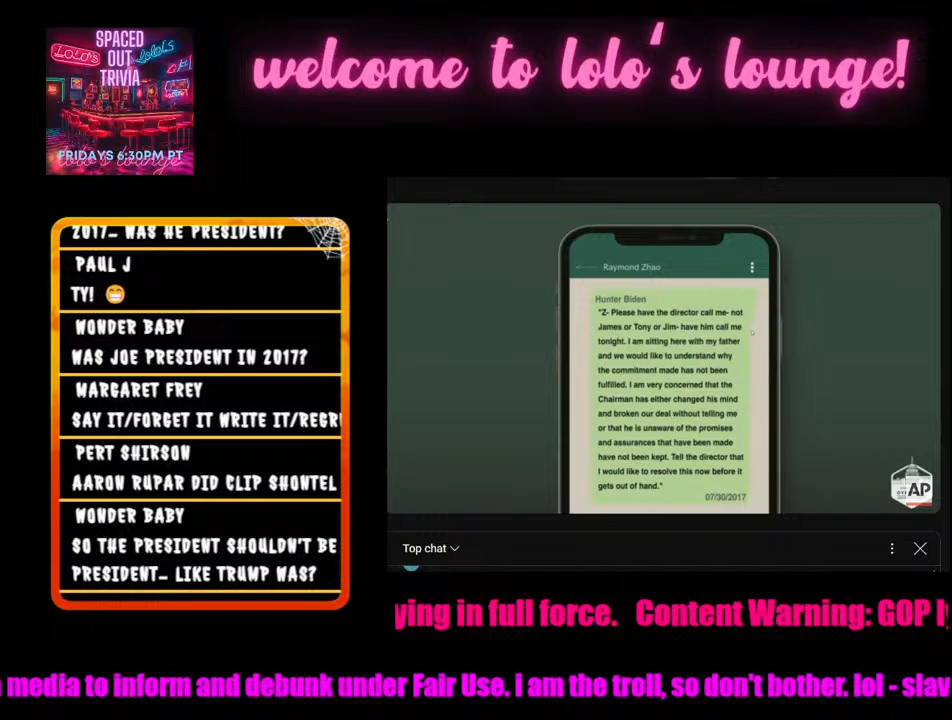 SPACED
OUT
TRIVIA
LOLO'S
FRIDAYS 6:30PM PT
lolo's lounge
welcome to lolo's lounge!
2017- WAS HE PRESIDENT?
PAUL J
TY! 😁
WONDER BABY
WAS JOE PRESIDENT IN 2017?
MARGARET FREY
SAY IT/FORGET IT WRITE IT/REGR
PERT SHIRSON
AARON RUPAR DID CLIP SHONTEL
WONDER BABY
SO THE PRESIDENT SHOULDN'T BE
PRESIDENT- LIKE TRUMP WAS?
Raymond Zhao
Hunter Biden
"Z- Please have the director call me- not
James or Tony or Jim- have him call me
tonight. I am sitting here with my father
and we would like to understand why
the commitment made has not been
fulfilled. I am very concerned that the
Chairman has either changed his mind
and broken our deal without telling me
or that he is unaware of the promises
and assurances that have been made
have not been kept. Tell the director that
I would like to resolve this now before it
gets out of hand."
07/30/2017
AP
Top chat
ying in full force. Content Warning: GOP l
media to inform and debunk under Fair Use. i am the troll, so don't bother. lol - slav